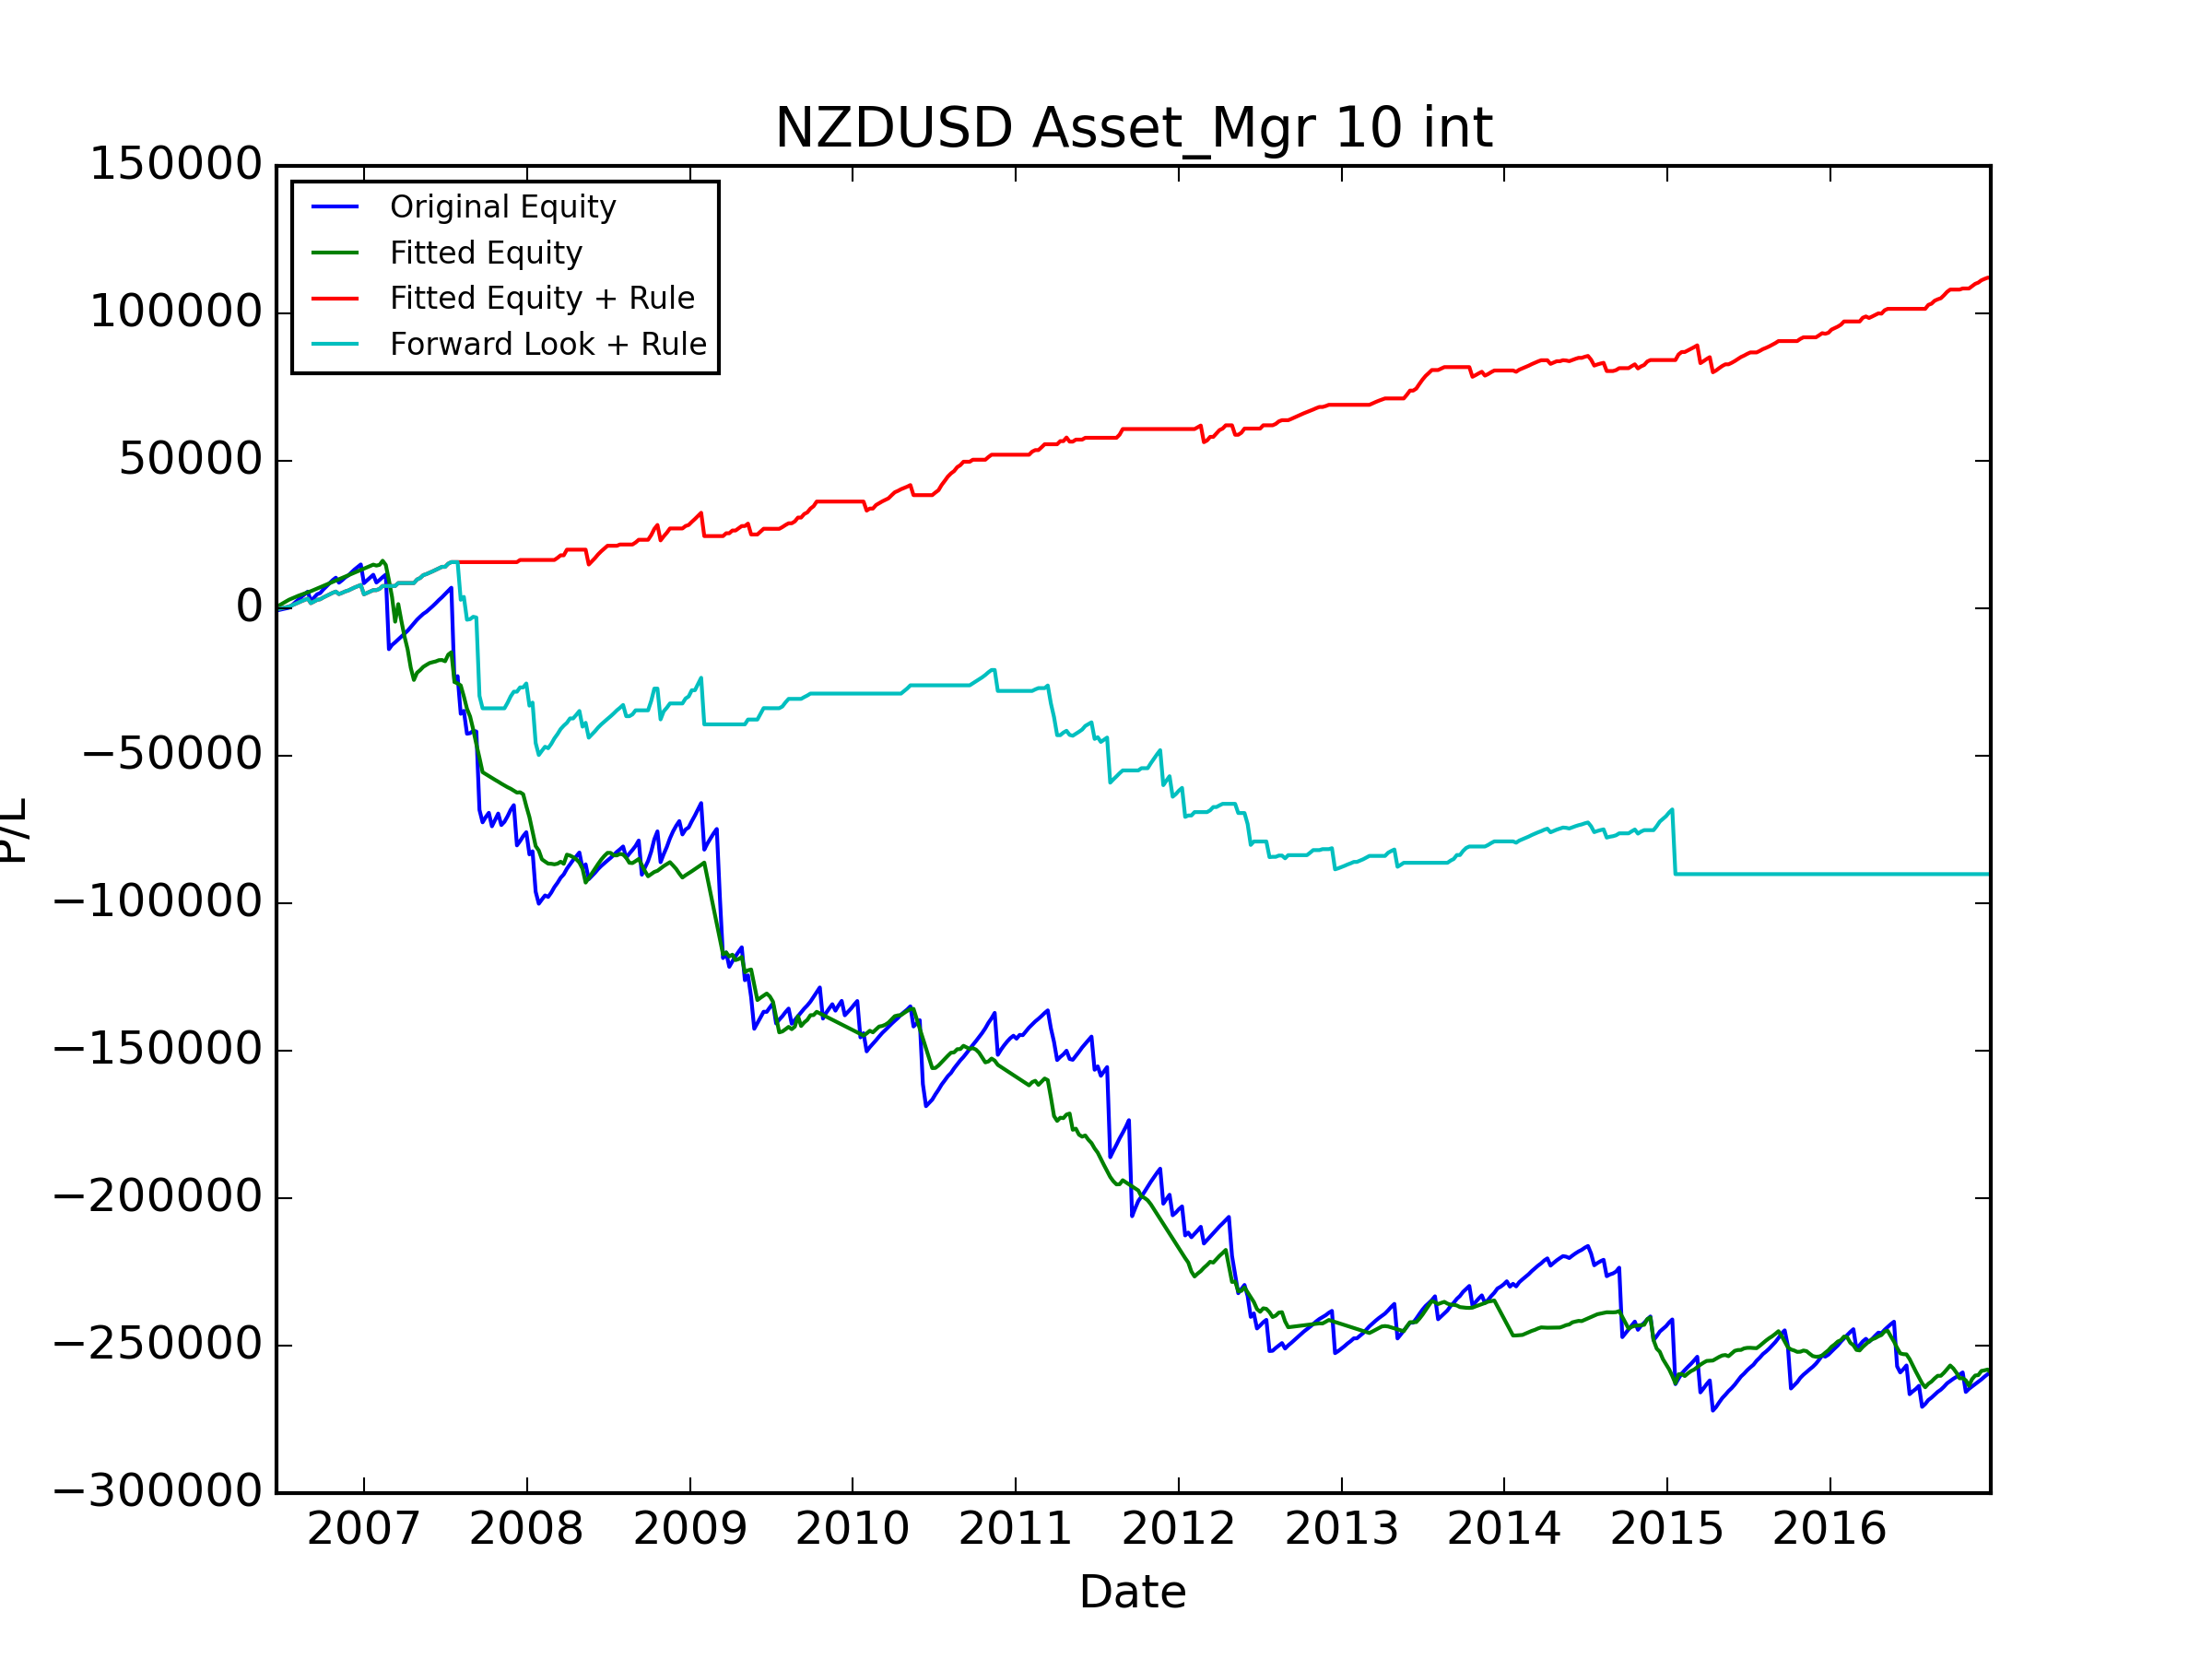 NZDUSD Asset_Mgr 10 int
150000
100000
50000
0
−50000
−100000
−150000
−200000
−250000
−300000
P/L
Original Equity
Fitted Equity
Fitted Equity + Rule
Forward Look + Rule
2007 2008 2009 2010 2011 2012 2013 2014 2015 2016
Date